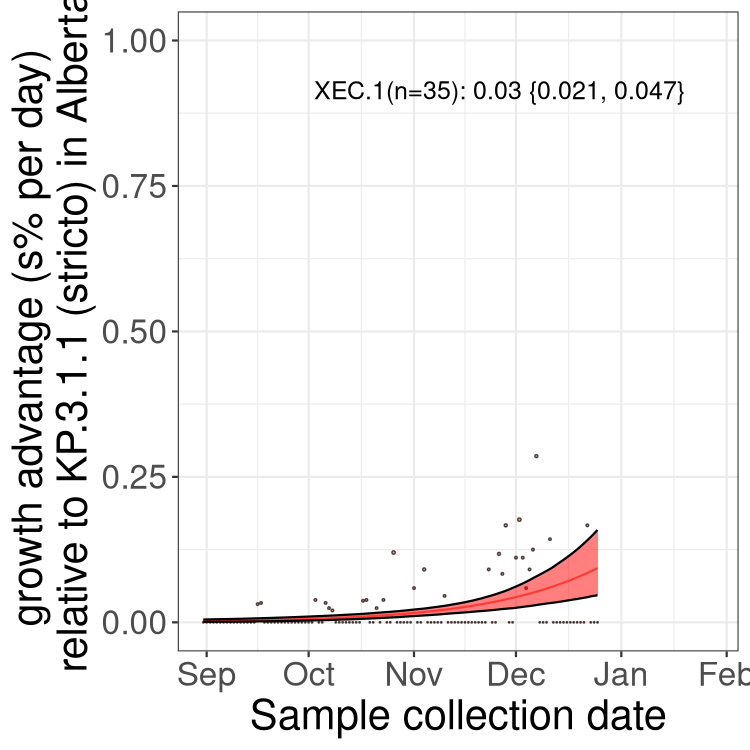 growth advantage (s% per day)
relative to KP.3.1.1 (stricto) in Alberta
1.00
0.75
0.50
0.25
0.00
XEC.1(n=35): 0.03 {0.021, 0.047}
Sep Oct Nov Dec Jan Feb
Sample collection date